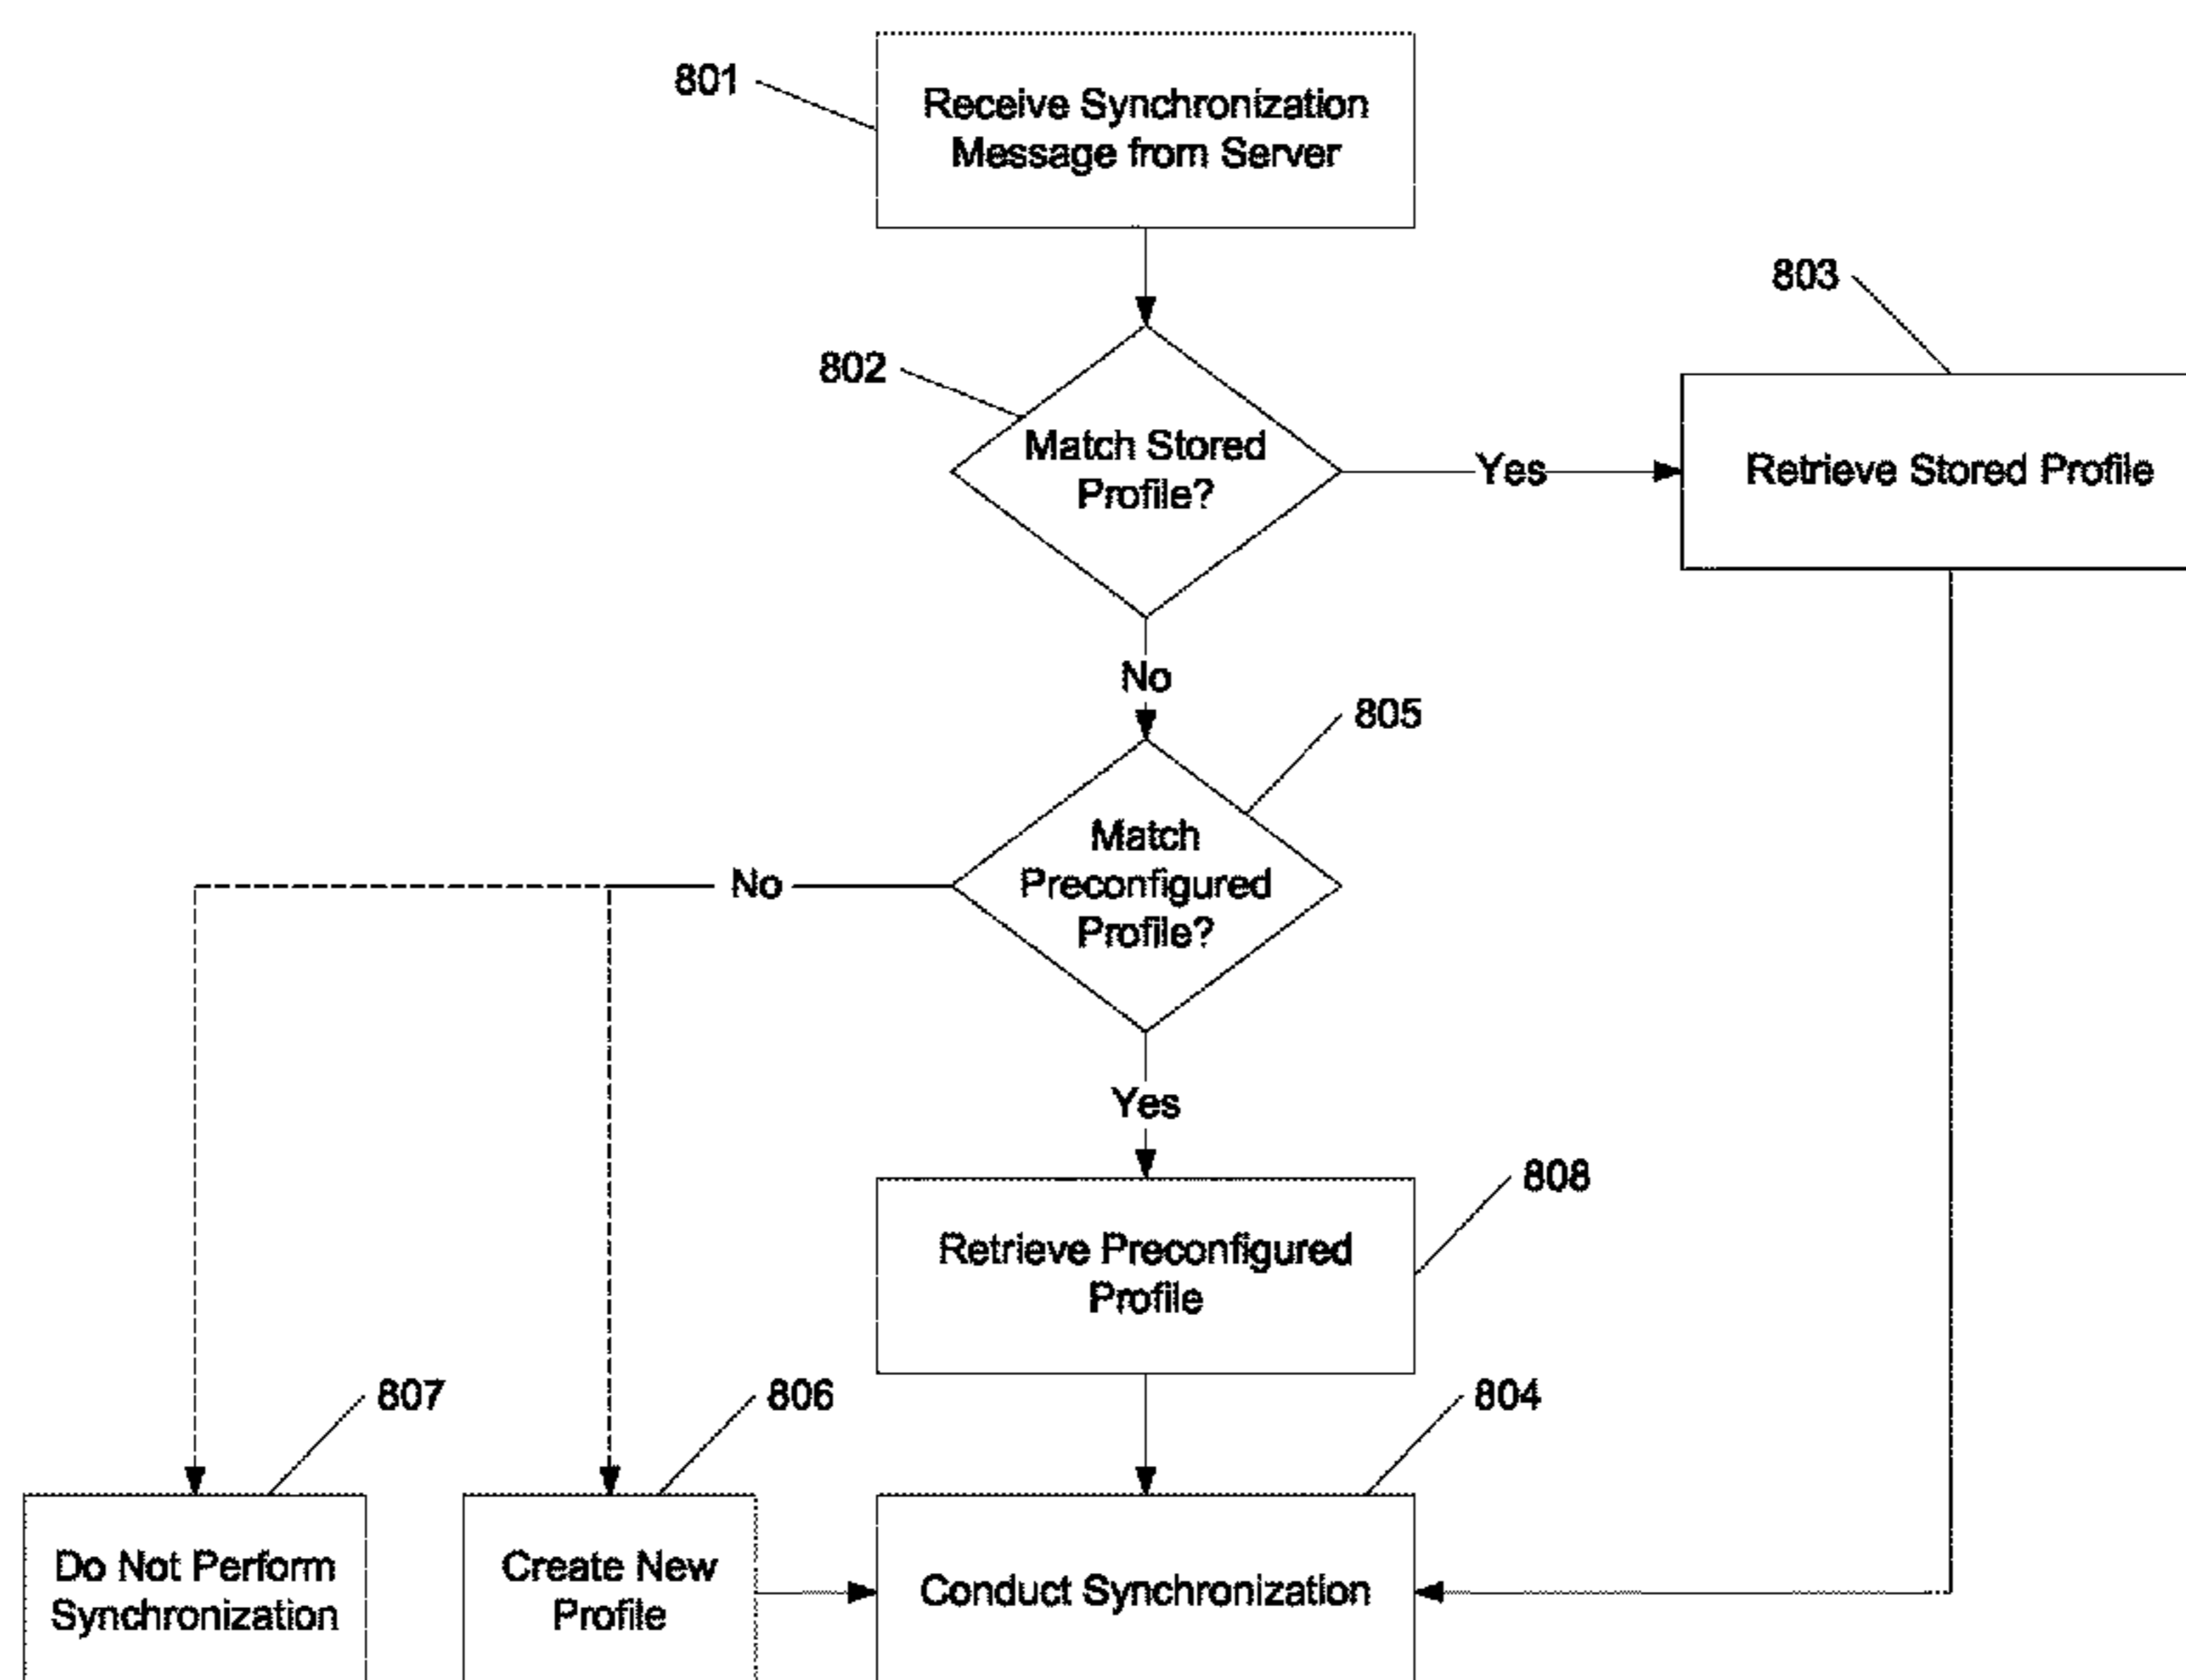 801
Receive Synchronization
Message from Server
803
802
Match Stored
Profile?
Yes
Retrieve Stored Profile
No
805
Match
Preconfigured
Profile?
No
Yes
808
Retrieve Preconfigured
Profile
807
806
804
Do Not Perform
Synchronization
Create New
Profile
Conduct Synchronization